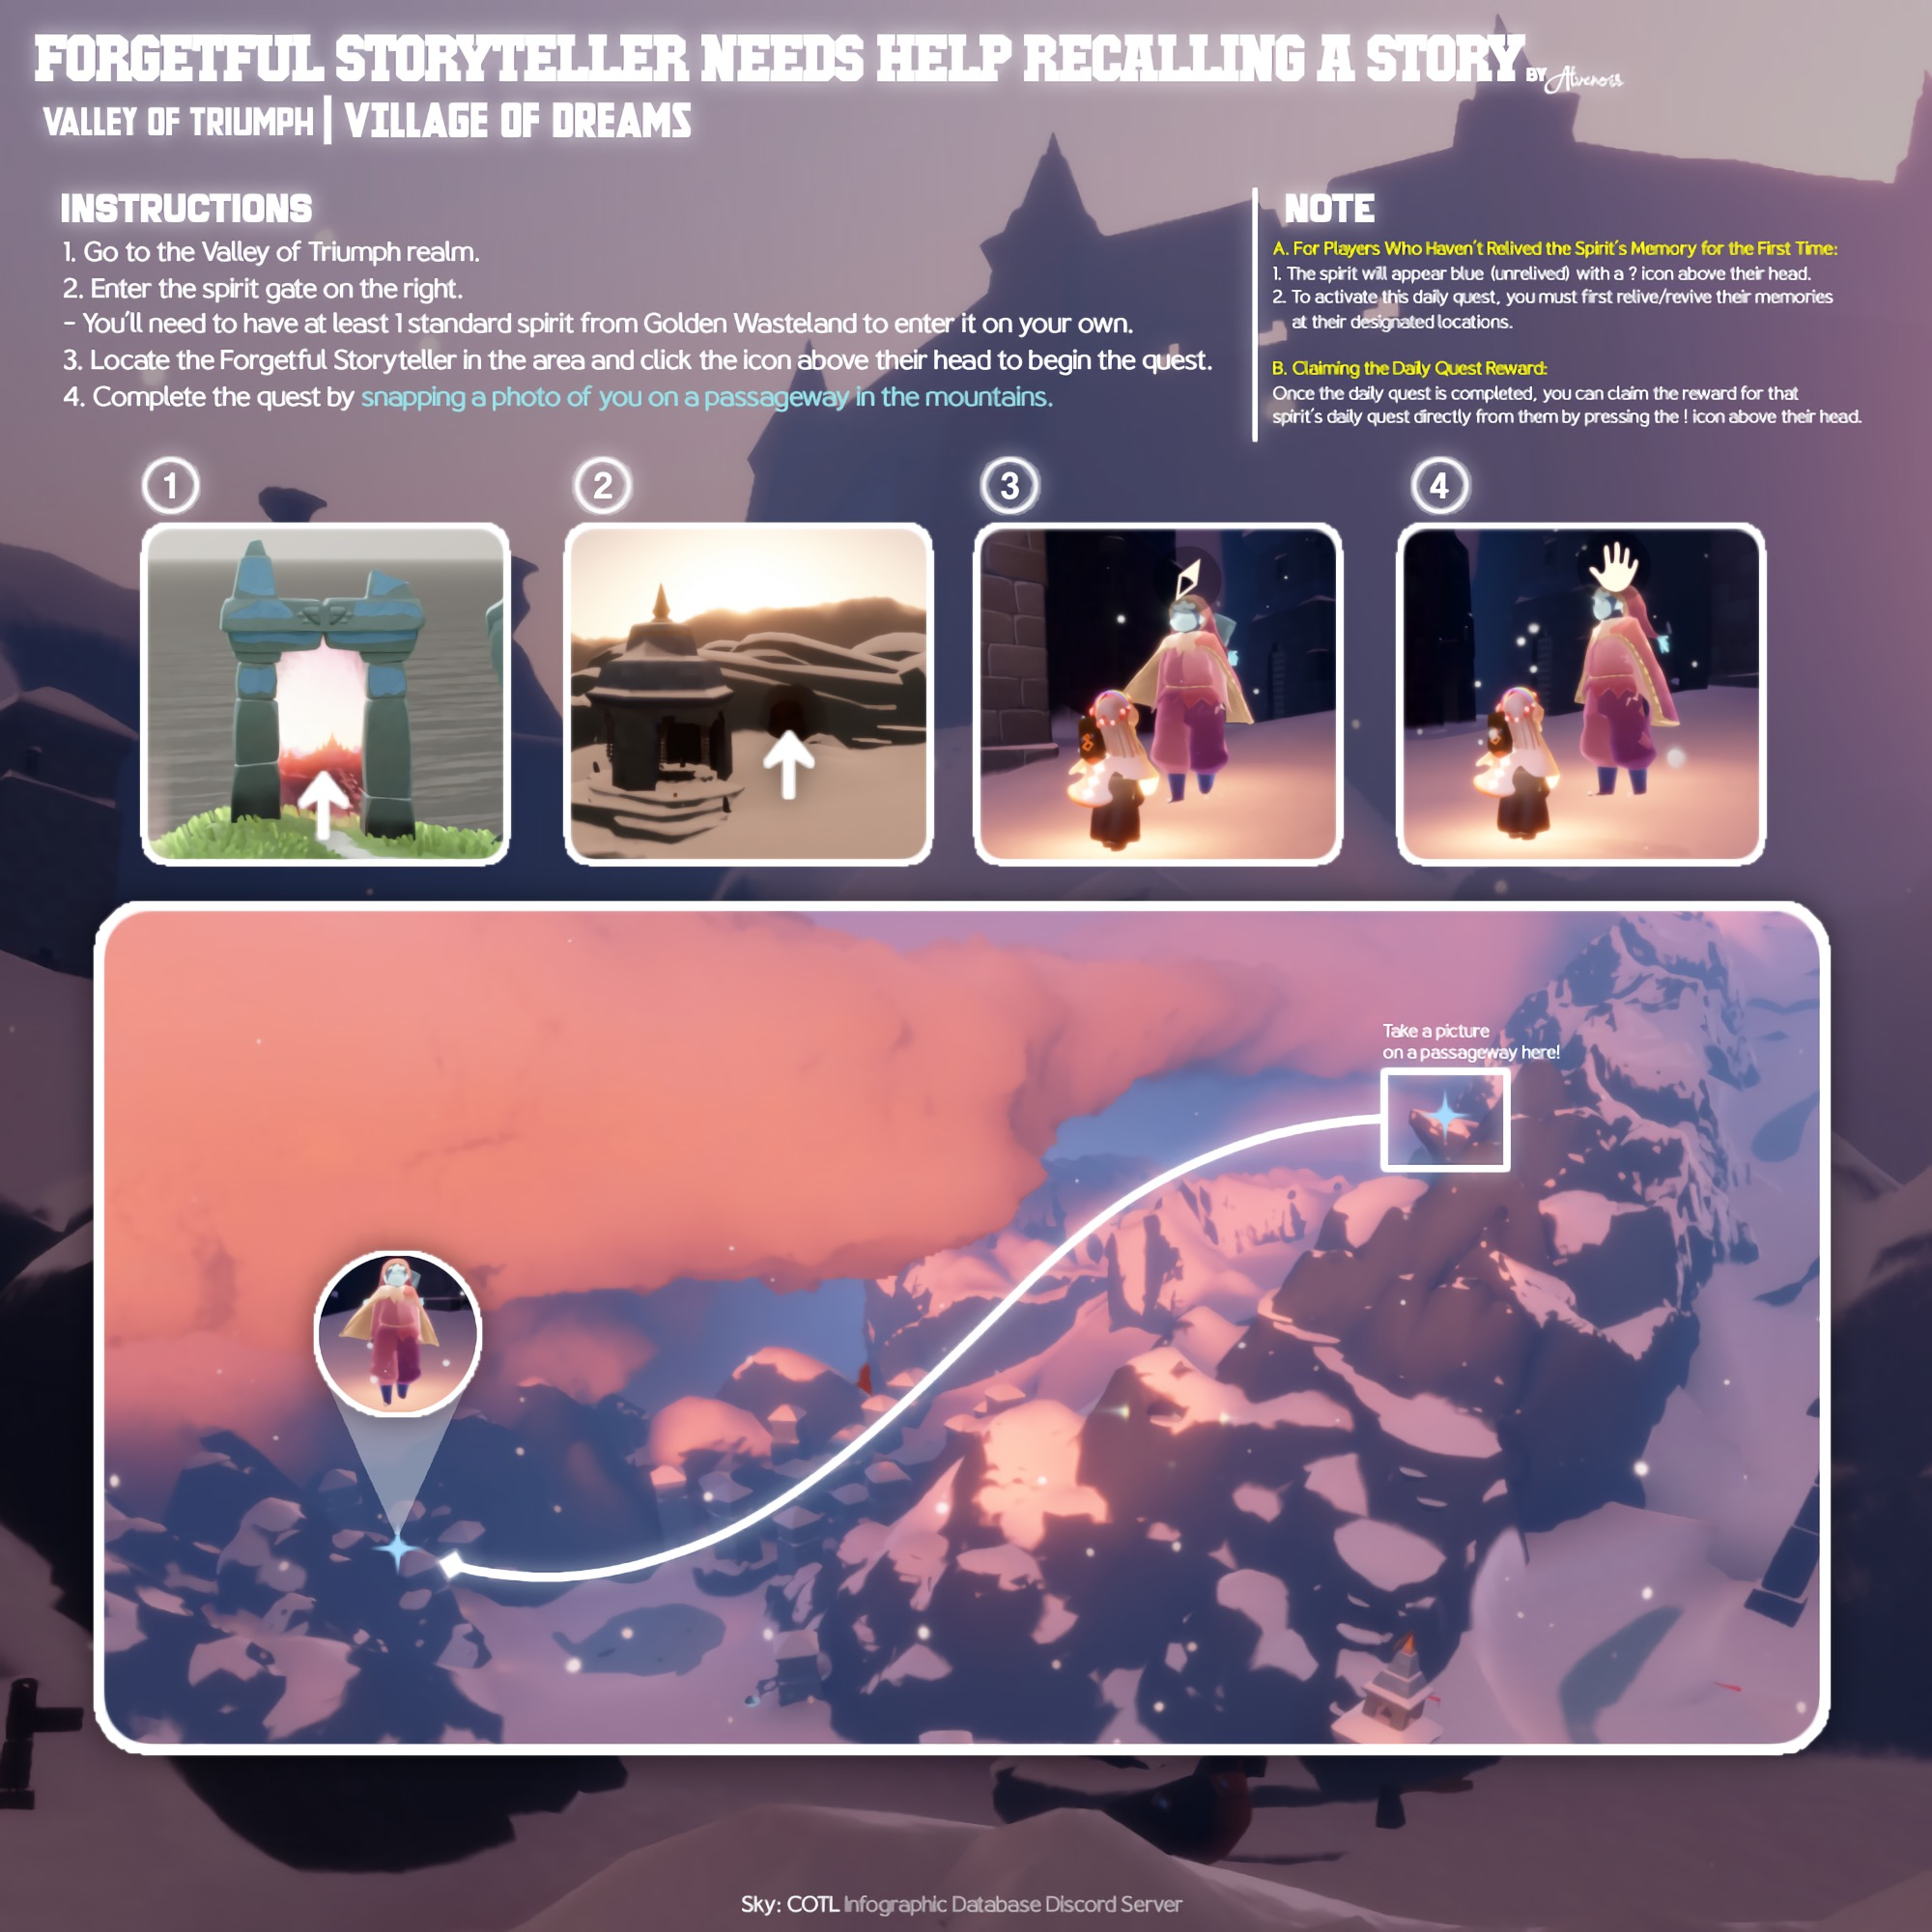 FORGETFUL STORYTELLER NEEDS HELP RECALLING A STORY BY Alvenois
VALLEY OF TRIUMPH | VILLAGE OF DREAMS
INSTRUCTIONS
1. Go to the Valley of Triumph realm.
2. Enter the spirit gate on the right.
- You'll need to have at least 1 standard spirit from Golden Wasteland to enter it on your own.
3. Locate the Forgetful Storyteller in the area and click the icon above their head to begin the quest.
4. Complete the quest by snapping a photo of you on a passageway in the mountains.
NOTE
A. For Players Who Haven't Relived the Spirit's Memory for the First Time:
1. The spirit will appear blue (unrelived) with a ? icon above their head.
2. To activate this daily quest, you must first relive/revive their memories
at their designated locations.
B. Claiming the Daily Quest Reward:
Once the daily quest is completed, you can claim the reward for that
spirit's daily quest directly from them by pressing the ! icon above their head.
1
2
3
4
Take a picture
on a passageway here!
Sky: COTL Infographic Database Discord Server